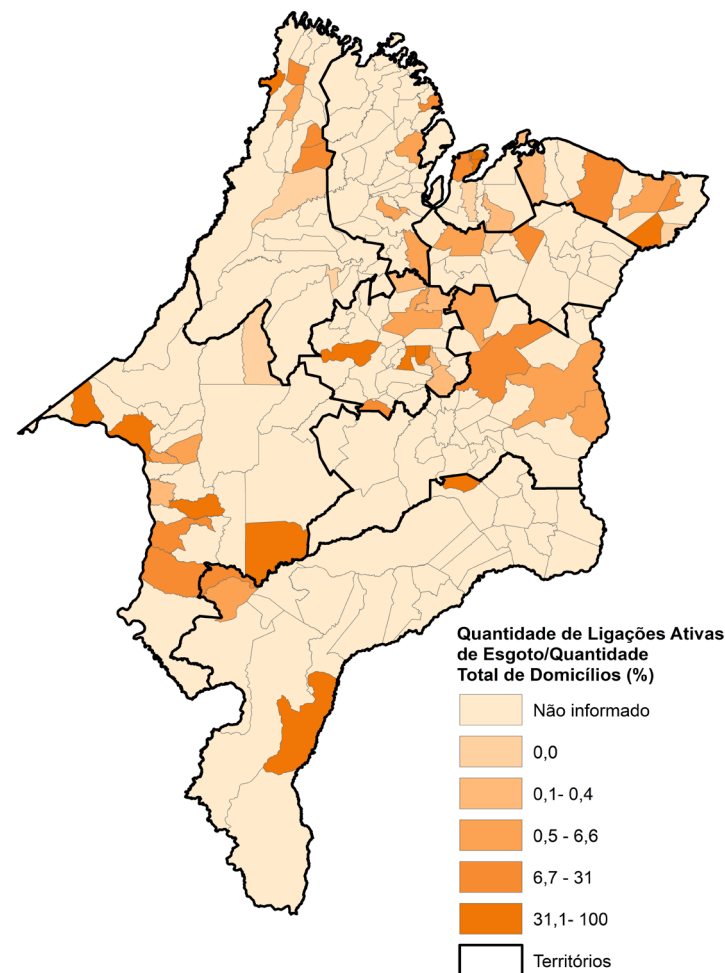 Quantidade de Ligações Ativas
de Esgoto/Quantidade
Total de Domicílios (%)
Não informado
0,0
0,1- 0,4
0,5 - 6,6
6,7 - 31
31,1- 100
Territórios